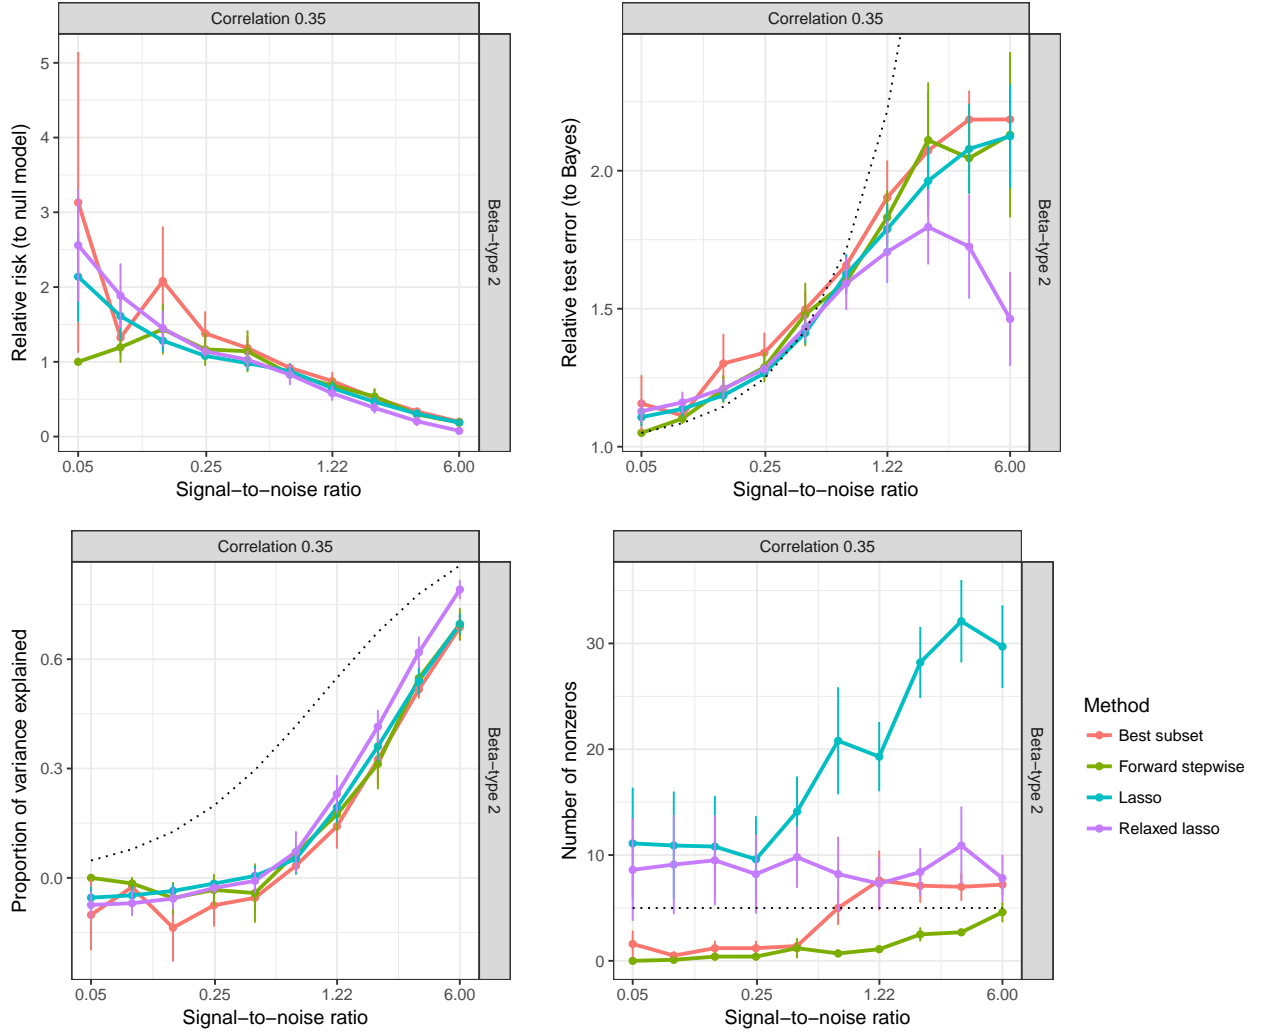 Correlation 0.35
Relative risk (to null model)
5
4
3
2
1
0
Beta−type 2
0.05
0.25
1.22
6.00
Signal−to−noise ratio
Correlation 0.35
Relative test error (to Bayes)
2.0
1.5
1.0
Beta−type 2
0.05
0.25
1.22
6.00
Signal−to−noise ratio
Correlation 0.35
Proportion of variance explained
0.6
0.3
0.0
Beta−type 2
0.05
0.25
1.22
6.00
Signal−to−noise ratio
Correlation 0.35
Number of nonzeros
30
20
10
0
Beta−type 2
0.05
0.25
1.22
6.00
Signal−to−noise ratio
Method
Best subset
Forward stepwise
Lasso
Relaxed lasso